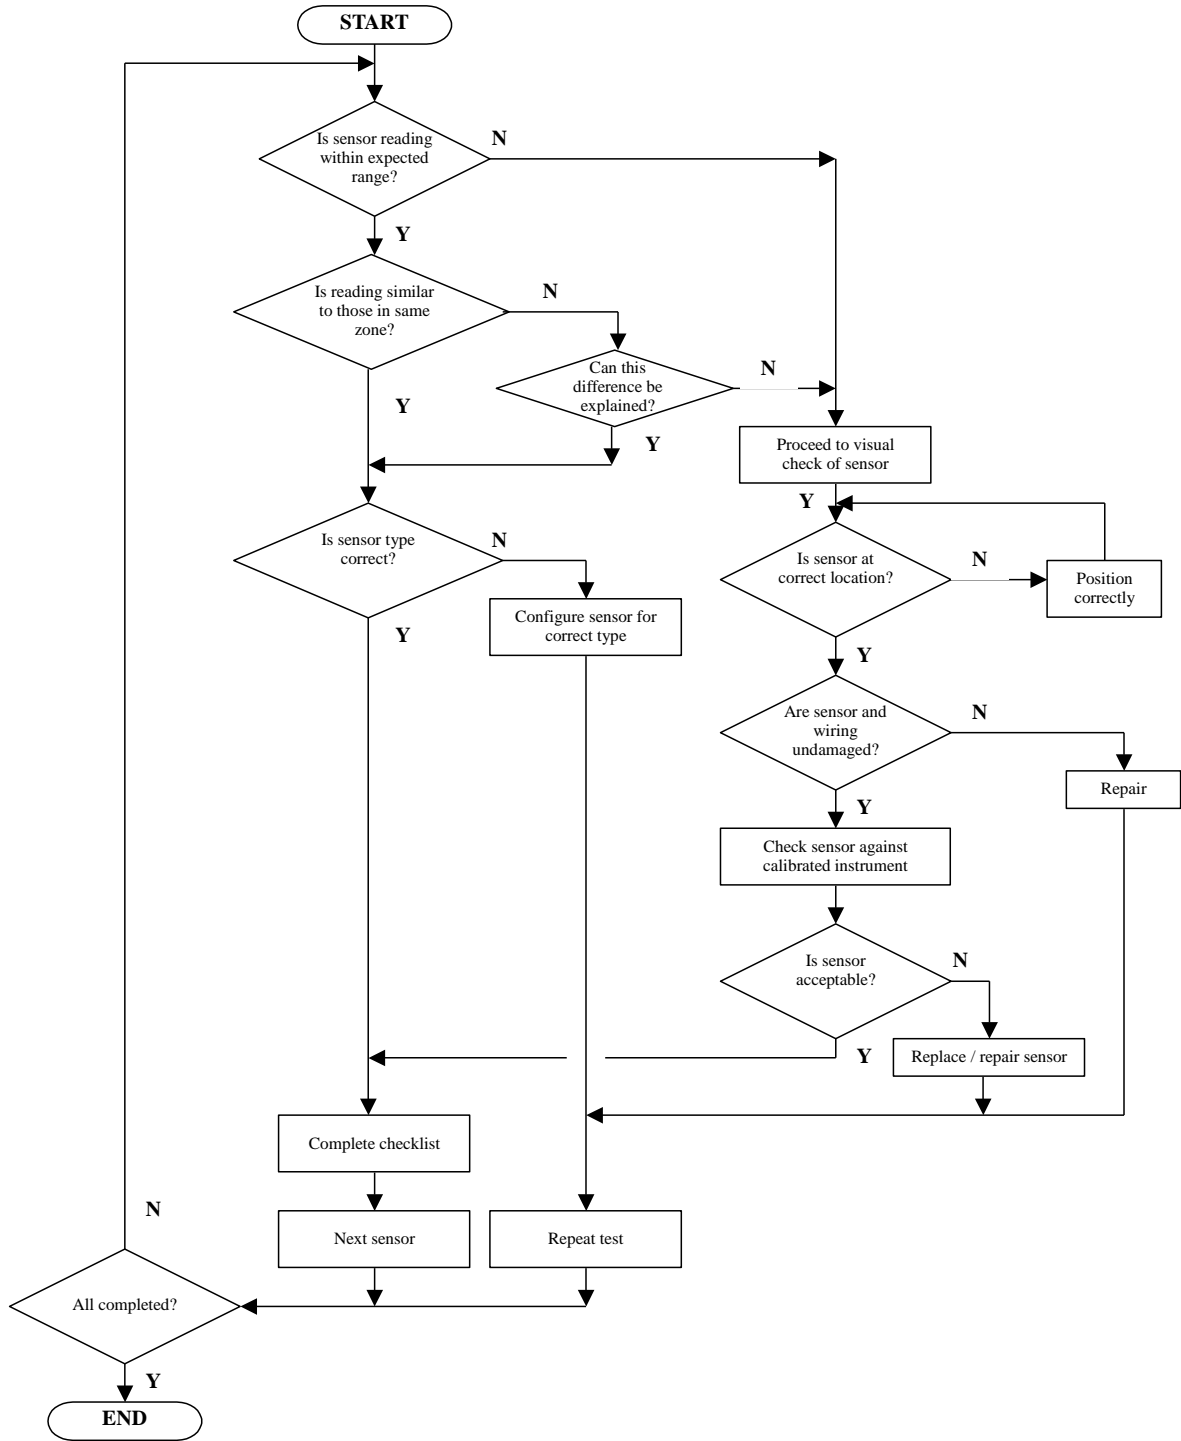 START
Is sensor reading
within expected
range?
N
Y
Is reading similar
to those in same
zone?
N
Can this
difference be
explained?
N
Y
Y
Proceed to visual
check of sensor
Y
Is sensor type
correct?
N
Is sensor at
correct location?
N
Position
correctly
Configure sensor for
correct type
Y
Y
Are sensor and
wiring
undamaged?
N
Repair
Y
Check sensor against
calibrated instrument
Is sensor
acceptable?
N
Y
Replace / repair sensor
Complete checklist
N
Next sensor
Repeat test
All completed?
Y
END